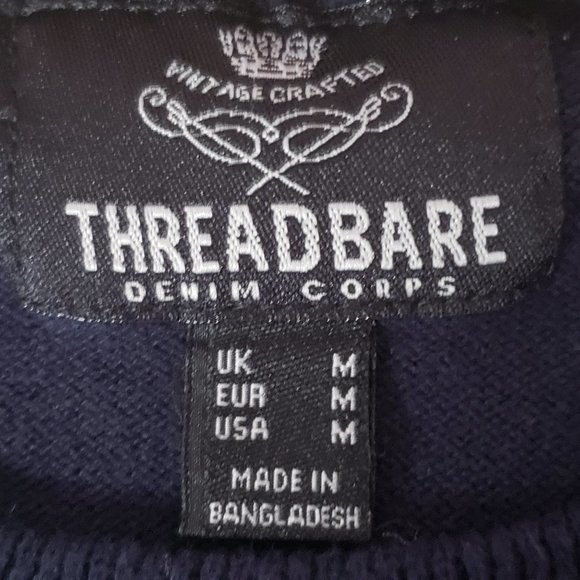 VINTAGE CRAFTED
THREADBARE
DENIM CORPS
UK M
EUR M
USA M
MADE IN
BANGLADESH